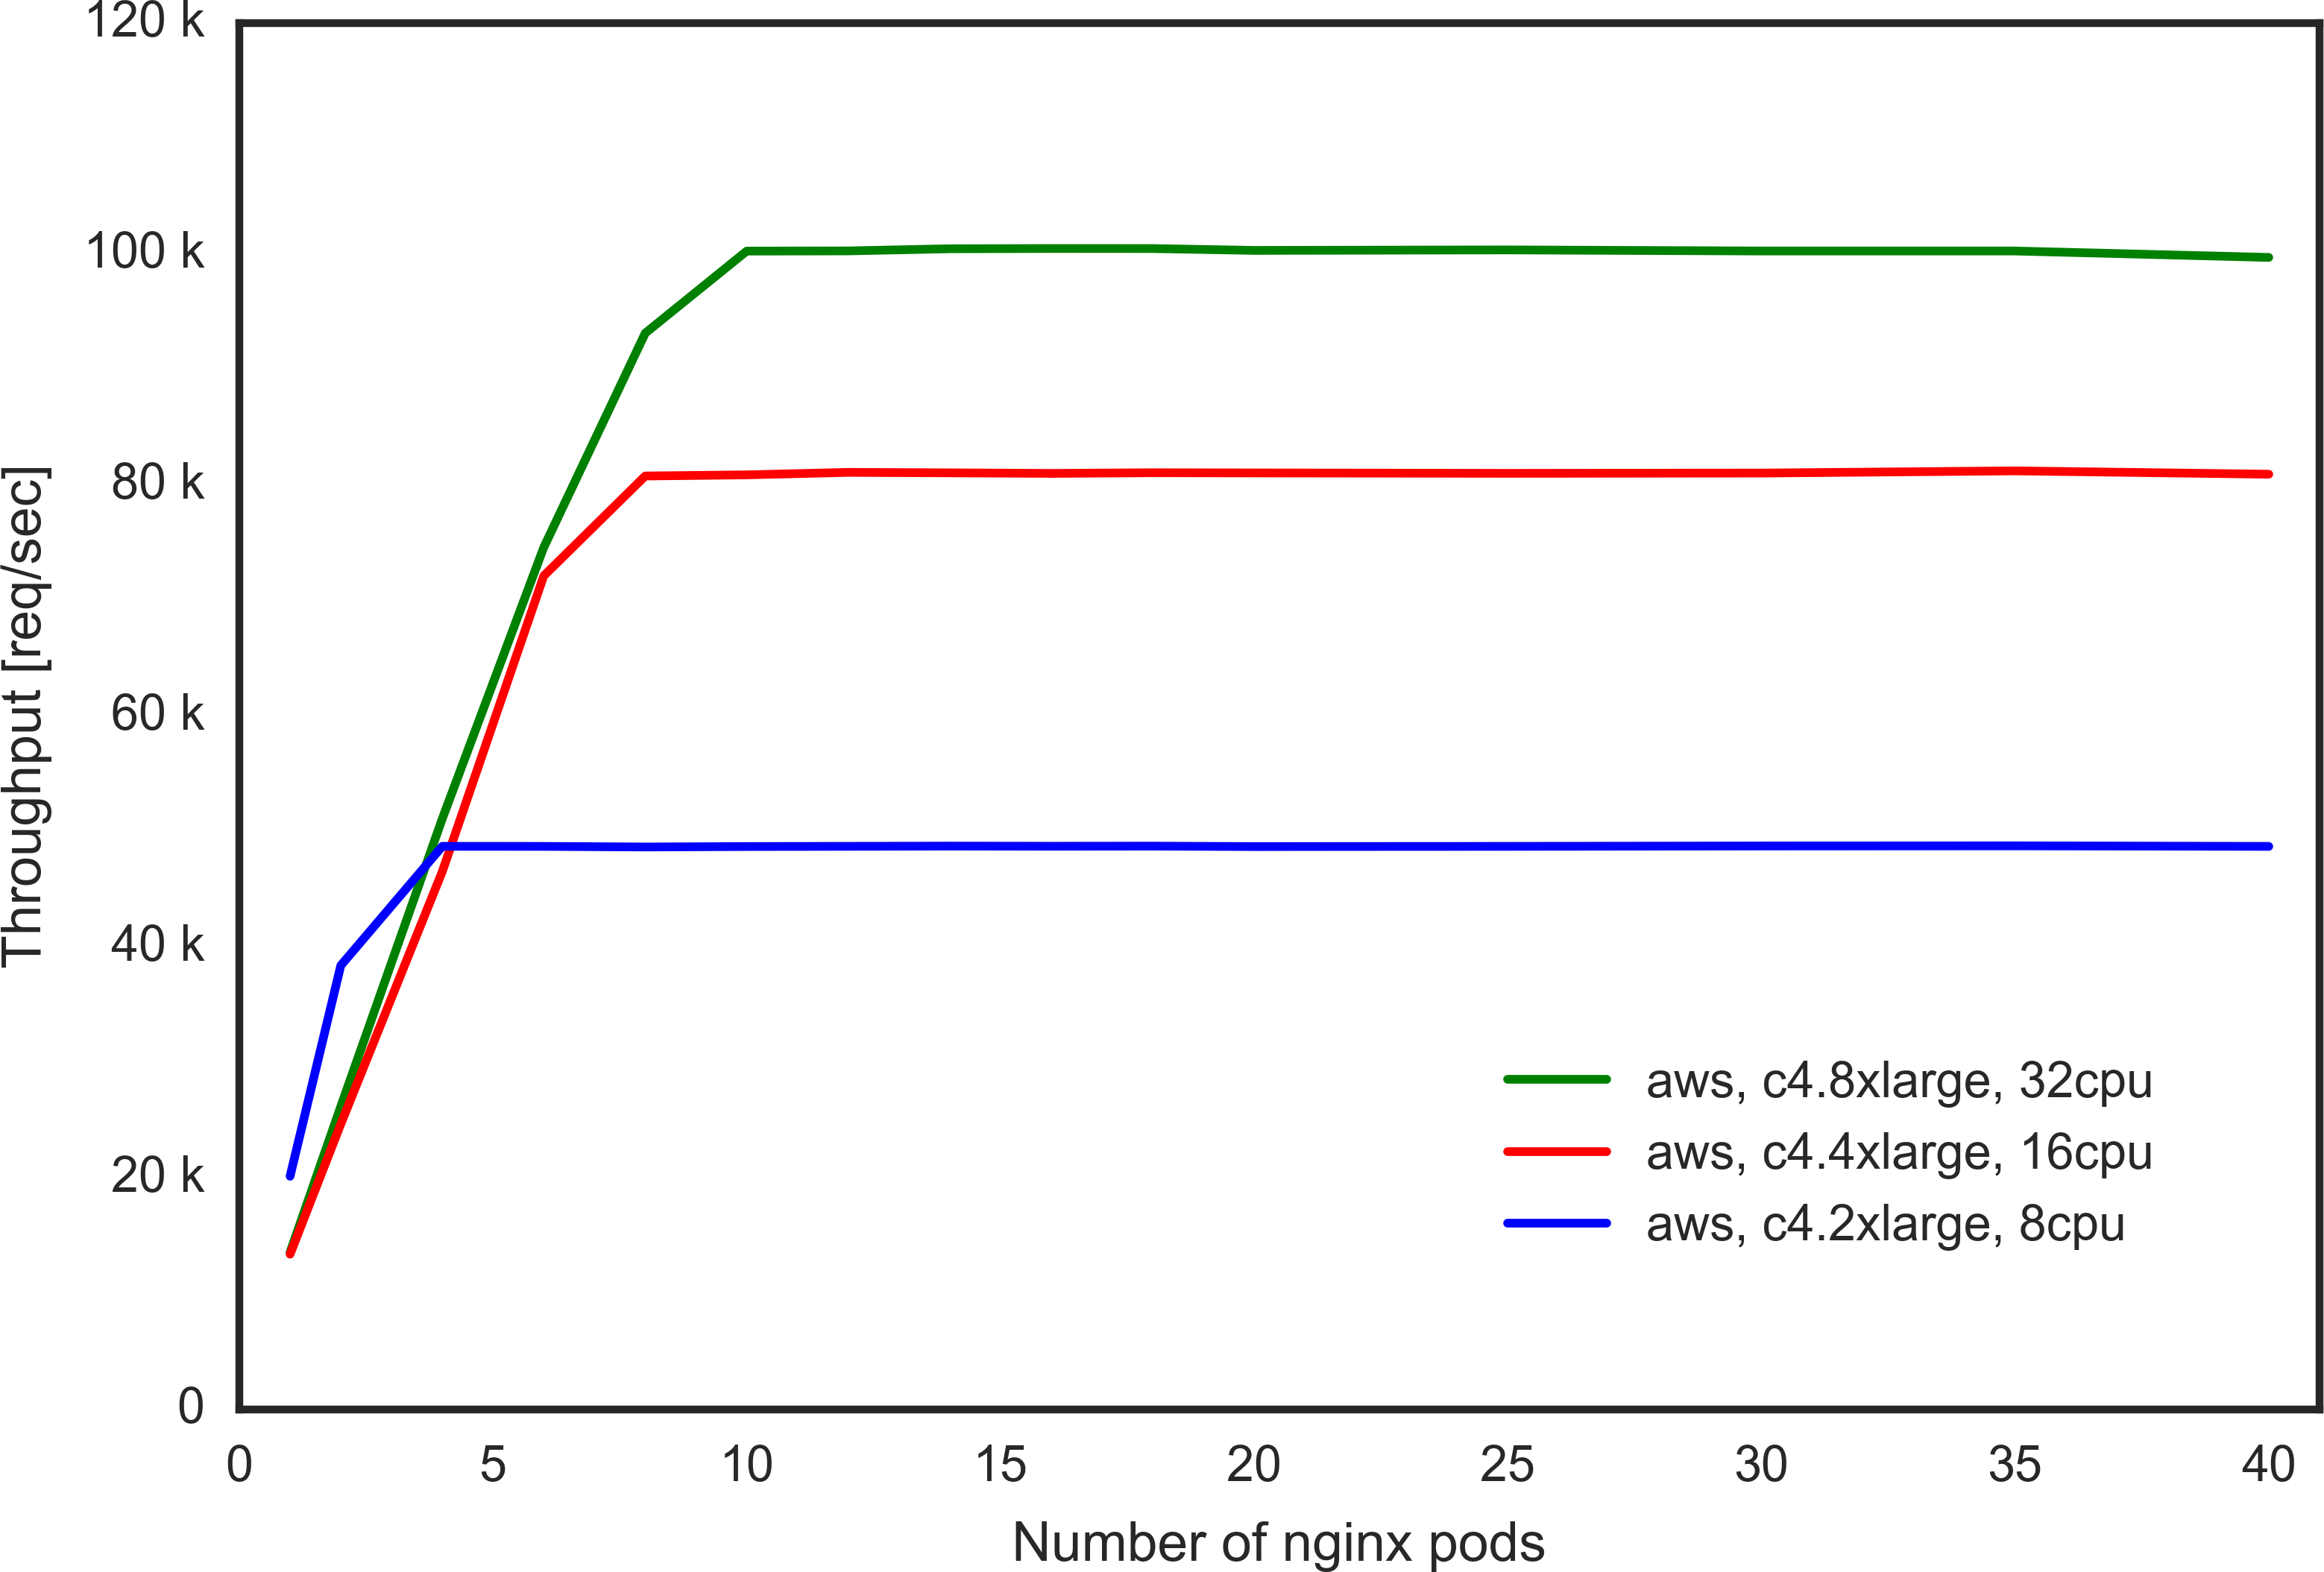 120 k
100 k
80 k
60 k
40 k
20 k
0
Throughput [req/sec]
aws, c4.8xlarge, 32cpu
aws, c4.4xlarge, 16cpu
aws, c4.2xlarge, 8cpu
0 5 10 15 20 25 30 35 40
Number of nginx pods